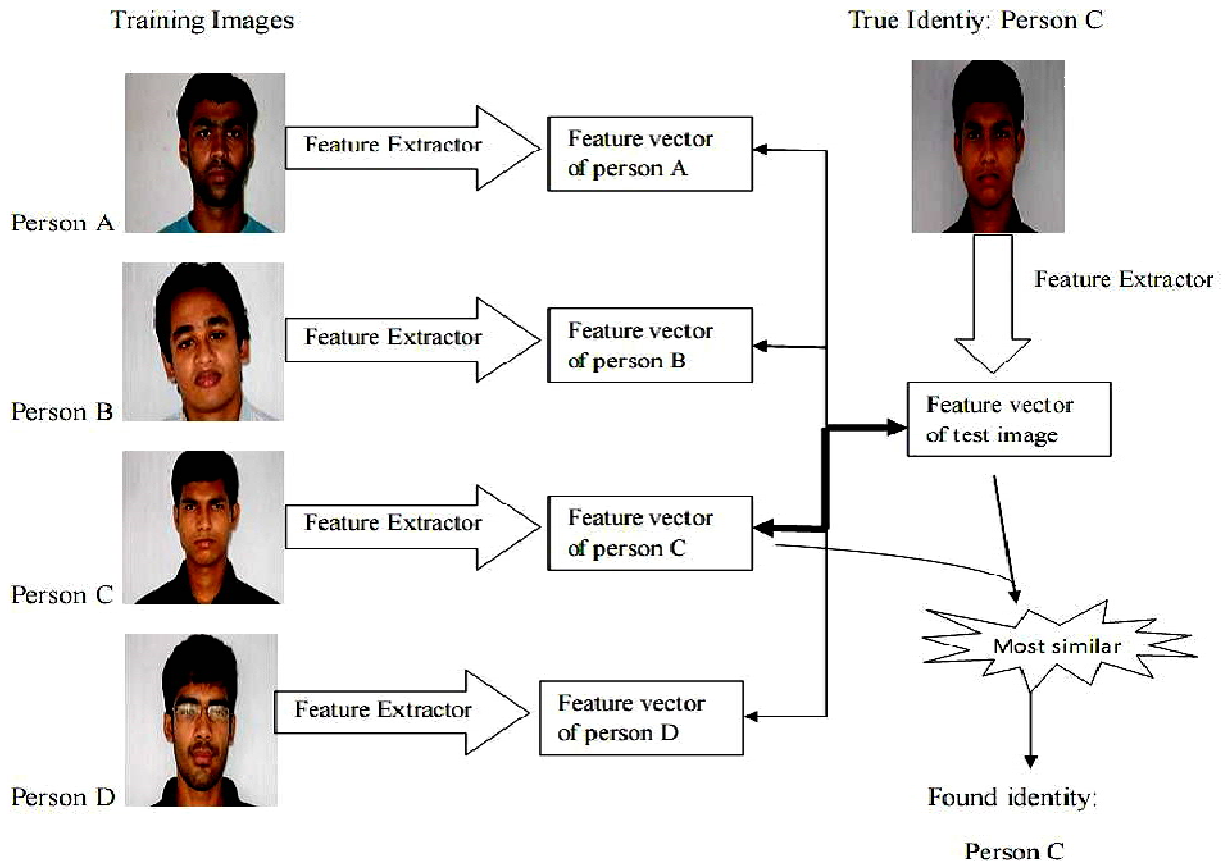 Training Images
True Identiy: Person C
Person A
Feature Extractor
Feature vector
of person A
Feature Extractor
Person B
Feature Extractor
Feature vector
of person B
Feature vector
of test image
Person C
Feature Extractor
Feature vector
of person C
Most similar
Person D
Feature Extractor
Feature vector
of person D
Found identity:
Person C